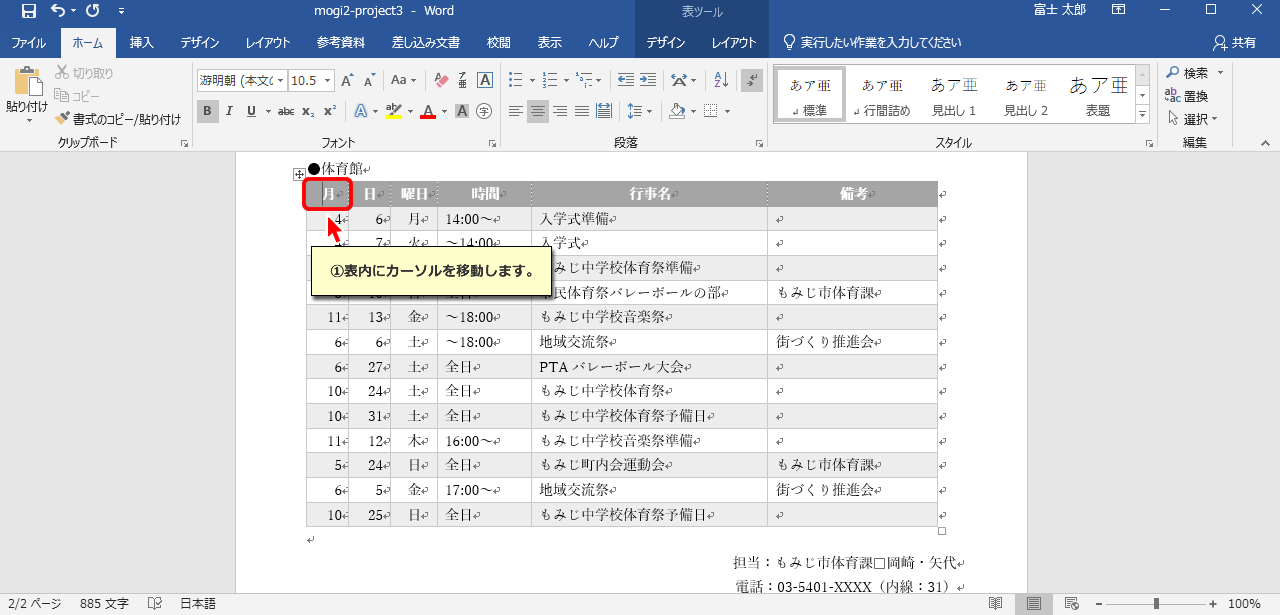 mogi2-project3 - Word
表ツール
富士 太郎
ファイル ホーム 挿入 デザイン レイアウト 参考資料 差し込み文書 校閲 表示 ヘルプ デザイン レイアウト 実行したい作業を入力してください 共有
貼り付け
切り取り
コピー
書式のコピー/貼り付け
クリップボード
游明朝 (本文の 10.5
フォント
段落
あア亜 標準
あア亜 行間詰め
あア亜 見出し 1
あア亜 見出し 2
あア亜 表題
スタイル
検索
置換
選択
編集
●体育館
月 日 曜日 時間 行事名 備考
4 6 月 14:00～ 入学式準備
7 火 ～14:00 入学式
みじ中学校体育祭準備
民体育祭バレーボールの部 もみじ市体育課
①表内にカーソルを移動します。
11 13 金 ～18:00 もみじ中学校音楽祭
6 6 土 ～18:00 地域交流祭 街づくり推進会
6 27 土 全日 PTA バレーボール大会
10 24 土 全日 もみじ中学校体育祭
10 31 土 全日 もみじ中学校体育祭予備日
11 12 木 16:00～ もみじ中学校音楽祭準備
5 24 日 全日 もみじ町内会運動会 もみじ市体育課
6 5 金 17:00～ 地域交流祭 街づくり推進会
10 25 日 全日 もみじ中学校体育祭予備日
担当：もみじ市体育課□岡崎・矢代
電話：03-5401-XXXX（内線：31）
2/2 ページ 885 文字 日本語 100%